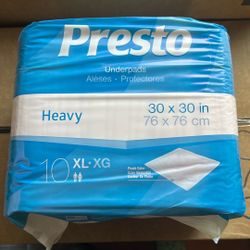 Presto
Underpads
Alèses - Protectores
Heavy
30 x 30 in
76 x 76 cm
10 XL•XG